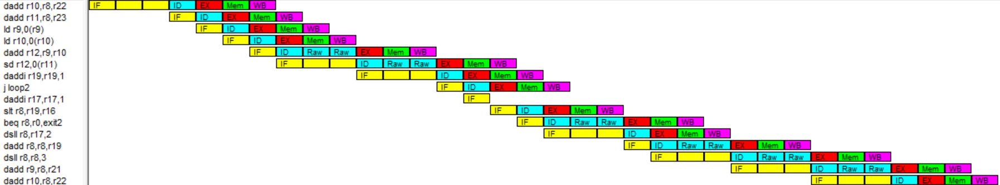 dadd r10,r8,r22 IF ID EX Mem WB
dadd r11,r8,r23 IF ID EX Mem WB
ld r9,0(r9) IF ID EX Mem WB
ld r10,0(r10) IF ID EX Mem WB
dadd r12,r9,r10 IF ID Raw Raw EX Mem WB
sd r12,0(r11) IF ID Raw Raw EX Mem WB
daddi r19,r19,1 IF ID EX Mem WB
j loop2 IF ID EX Mem WB
daddi r17,r17,1 IF
slt r8,r19,r16 IF ID EX Mem WB
beq r8,r0,exit2 IF ID Raw Raw EX Mem WB
dsll r8,r17,2 IF ID EX Mem WB
dadd r8,r8,r19 IF ID Raw Raw EX Mem WB
dsll r8,r8,3 IF ID Raw Raw EX Mem WB
dadd r9,r8,r21 IF ID Raw Raw EX Mem WB
dadd r10,r8,r22 IF ID EX Mem WB